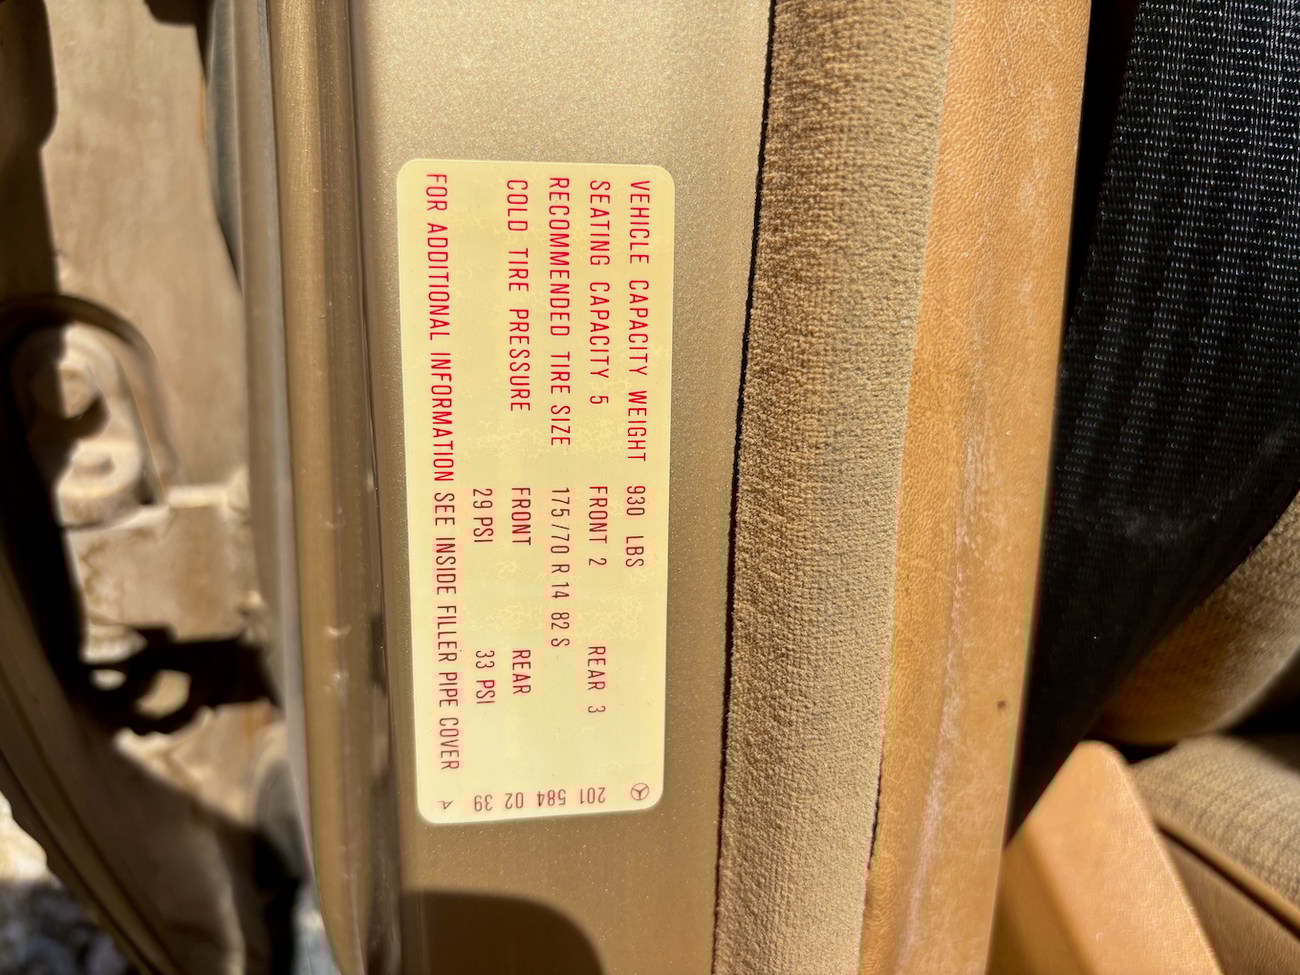 VEHICLE CAPACITY WEIGHT 930 LBS
SEATING CAPACITY 5 FRONT 2 REAR 3
RECOMMENDED TIRE SIZE 175/70 R 14 82 S
COLD TIRE PRESSURE FRONT REAR
29 PSI 33 PSI
FOR ADDITIONAL INFORMATION SEE INSIDE FILLER PIPE COVER
201 584 02 39 A